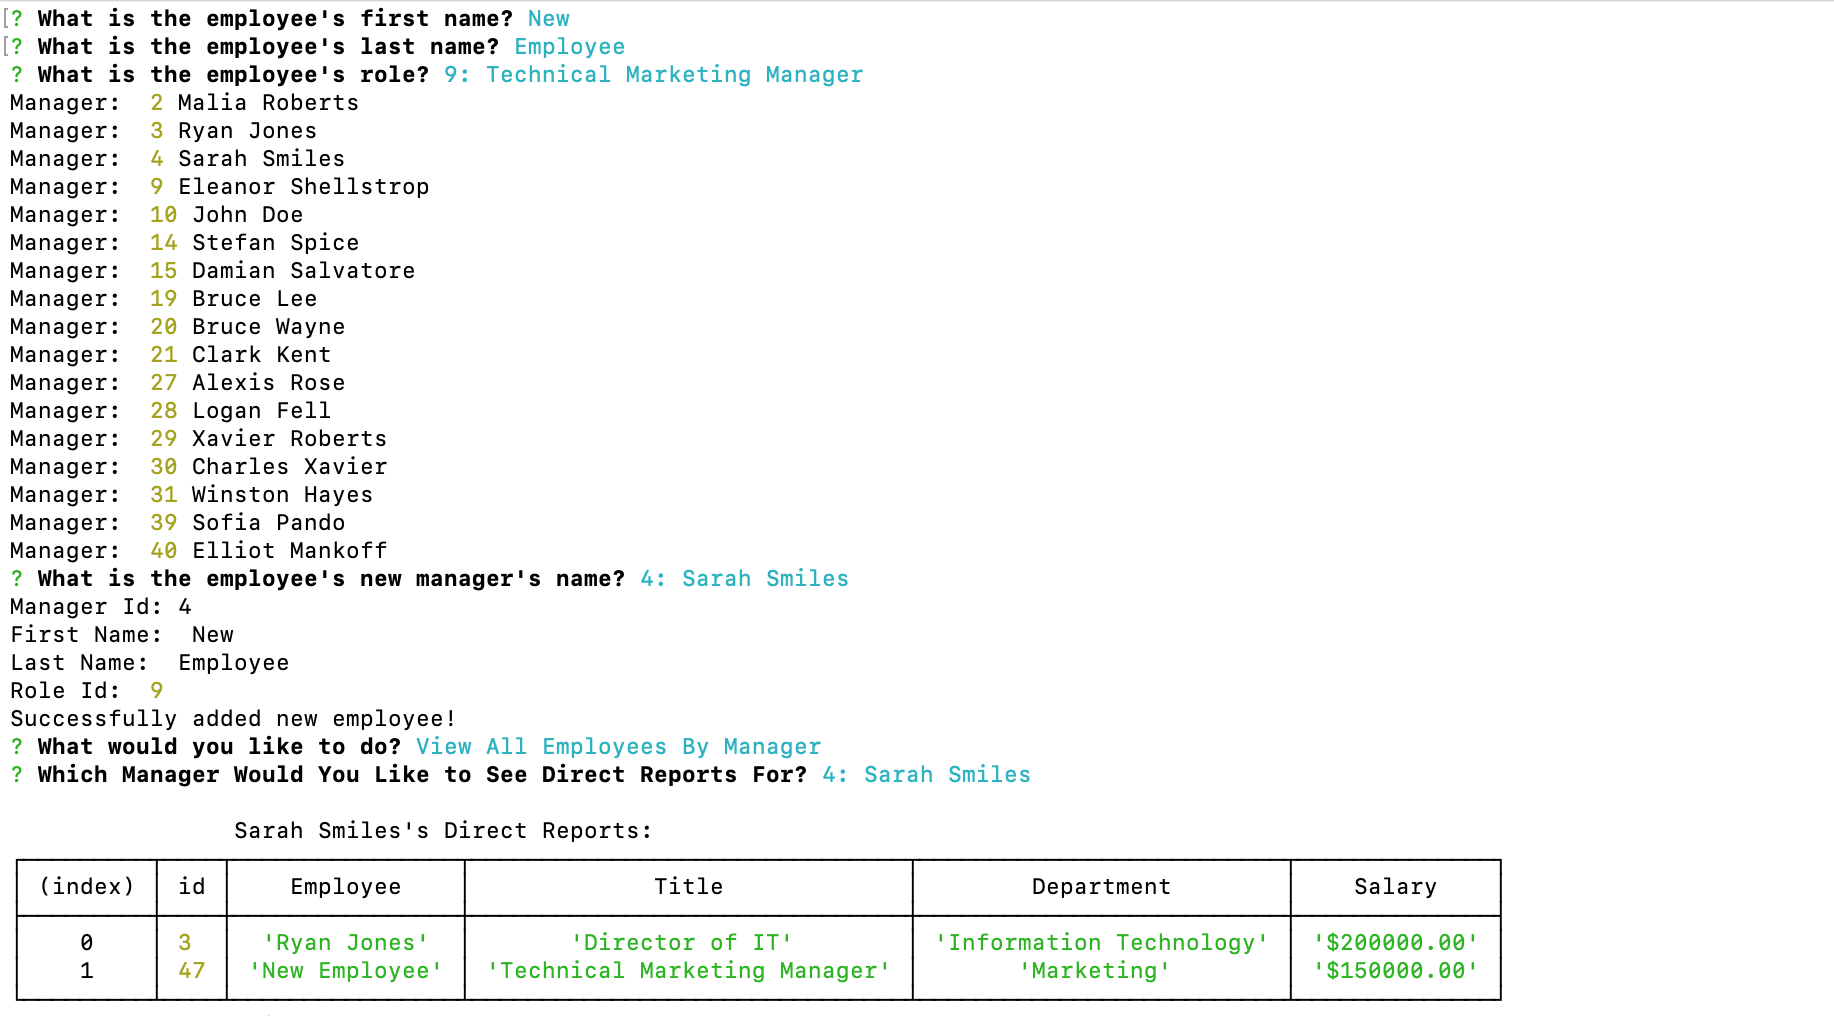 [? What is the employee's first name? New
[? What is the employee's last name? Employee
? What is the employee's role? 9: Technical Marketing Manager
Manager:  2 Malia Roberts
Manager:  3 Ryan Jones
Manager:  4 Sarah Smiles
Manager:  9 Eleanor Shellstrop
Manager:  10 John Doe
Manager:  14 Stefan Spice
Manager:  15 Damian Salvatore
Manager:  19 Bruce Lee
Manager:  20 Bruce Wayne
Manager:  21 Clark Kent
Manager:  27 Alexis Rose
Manager:  28 Logan Fell
Manager:  29 Xavier Roberts
Manager:  30 Charles Xavier
Manager:  31 Winston Hayes
Manager:  39 Sofia Pando
Manager:  40 Elliot Mankoff
? What is the employee's new manager's name? 4: Sarah Smiles
Manager Id: 4
First Name:  New
Last Name:  Employee
Role Id:  9
Successfully added new employee!
? What would you like to do? View All Employees By Manager
? Which Manager Would You Like to See Direct Reports For? 4: Sarah Smiles
Sarah Smiles's Direct Reports:
(index) id Employee Title Department Salary
0 3 'Ryan Jones' 'Director of IT' 'Information Technology' '$200000.00'
1 47 'New Employee' 'Technical Marketing Manager' 'Marketing' '$150000.00'